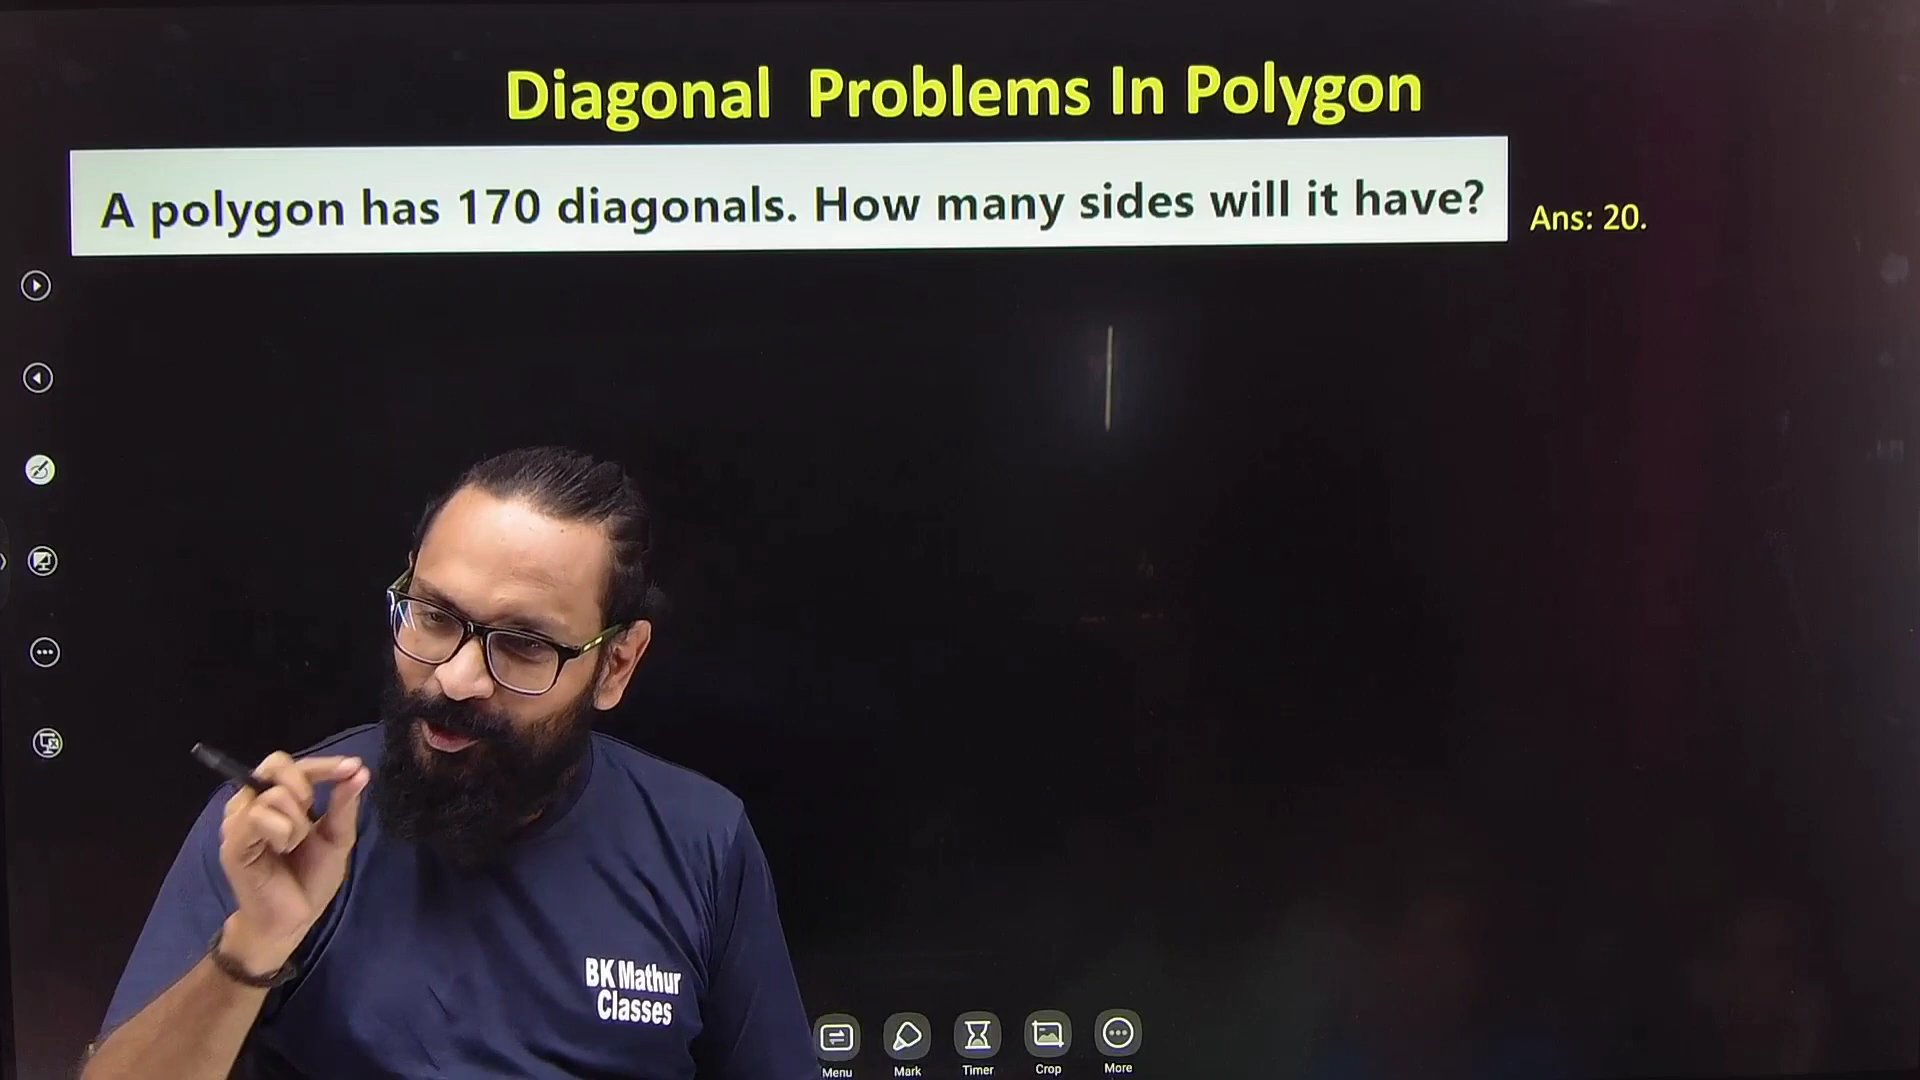 Diagonal Problems In Polygon
A polygon has 170 diagonals. How many sides will it have?
Ans: 20.
BK Mathur
Classes
Menu
Mark
Timer
Crop
More